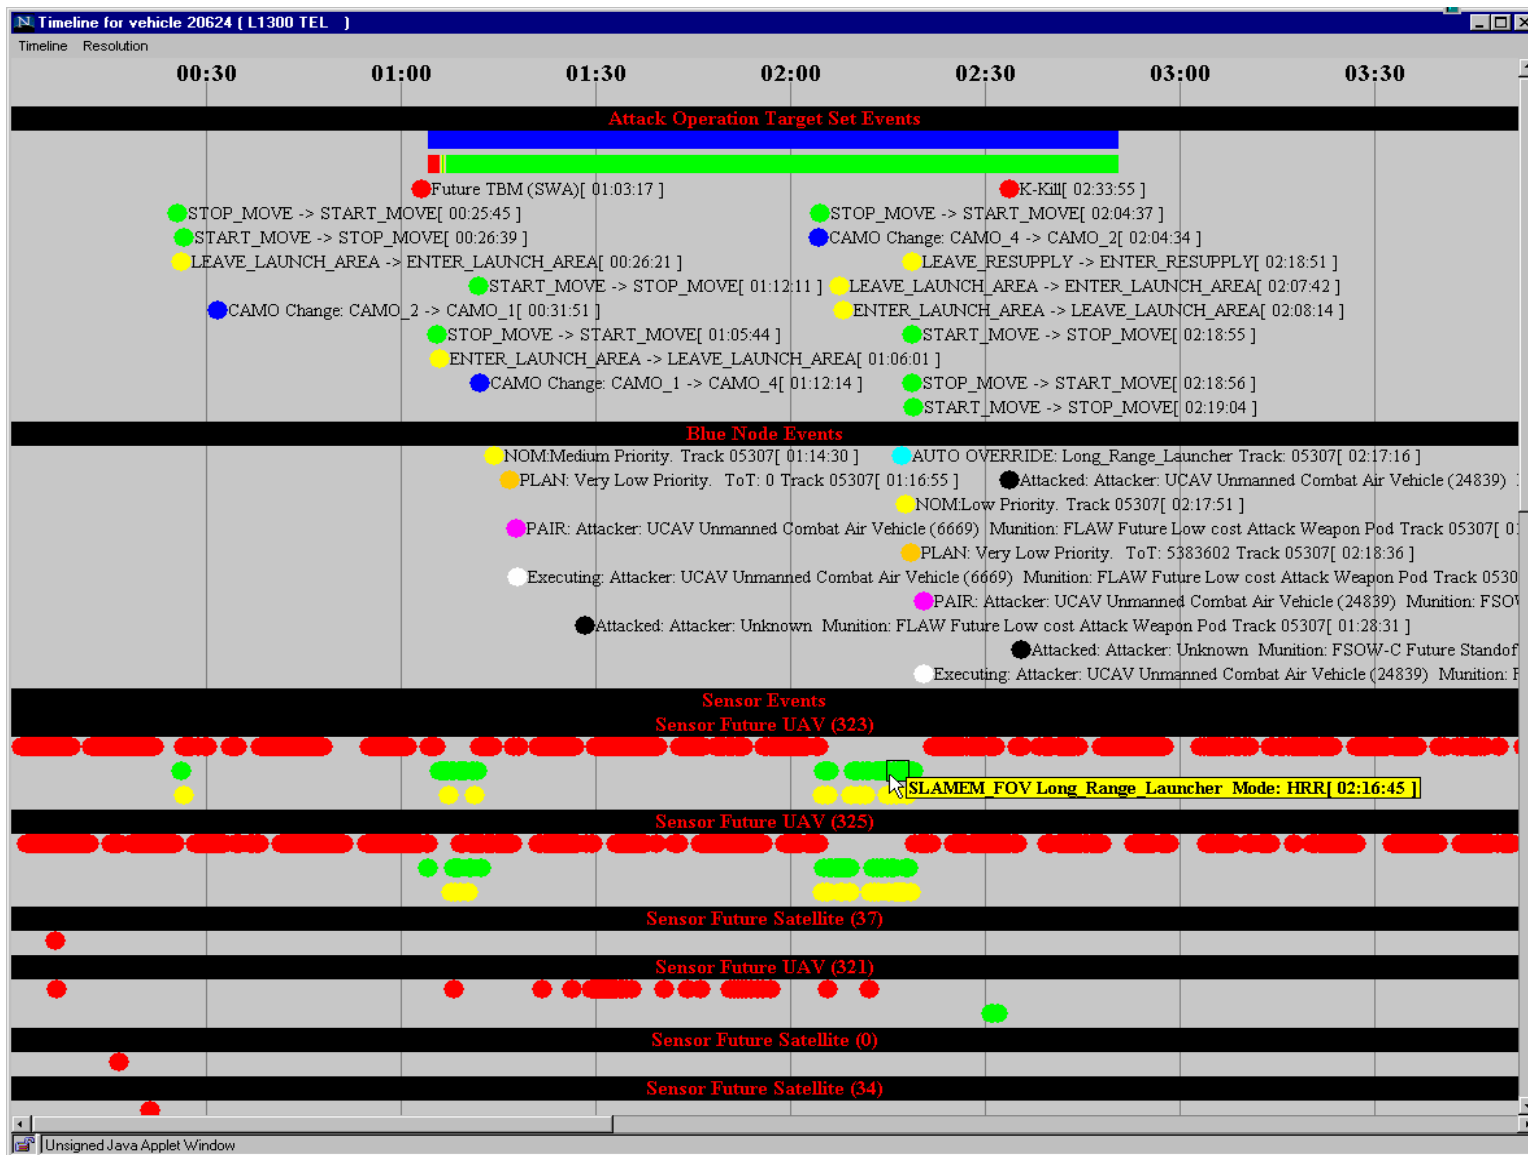 Timeline for vehicle 20624 ( L1300 TEL )
Timeline Resolution
00:30 01:00 01:30 02:00 02:30 03:00 03:30
Attack Operation Target Set Events
Future TBM (SWA)[ 01:03:17 ] K-Kill[ 02:33:55 ]
STOP_MOVE -> START_MOVE[ 00:25:45 ] STOP_MOVE -> START_MOVE[ 02:04:37 ]
START_MOVE -> STOP_MOVE[ 00:26:39 ] CAMO Change: CAMO_4 -> CAMO_2[ 02:04:34 ]
LEAVE_LAUNCH_AREA -> ENTER_LAUNCH_AREA[ 00:26:21 ] LEAVE_RESUPPLY -> ENTER_RESUPPLY[ 02:18:51 ]
START_MOVE -> STOP_MOVE[ 01:12:11 ] LEAVE_LAUNCH_AREA -> ENTER_LAUNCH_AREA[ 02:07:42 ]
CAMO Change: CAMO_2 -> CAMO_1[ 00:31:51 ] ENTER_LAUNCH_AREA -> LEAVE_LAUNCH_AREA[ 02:08:14 ]
STOP_MOVE -> START_MOVE[ 01:05:44 ] START_MOVE -> STOP_MOVE[ 02:18:55 ]
ENTER_LAUNCH_AREA -> LEAVE_LAUNCH_AREA[ 01:06:01 ]
CAMO Change: CAMO_1 -> CAMO_4[ 01:12:14 ] STOP_MOVE -> START_MOVE[ 02:18:56 ]
START_MOVE -> STOP_MOVE[ 02:19:04 ]
Blue Node Events
NOM:Medium Priority. Track 05307[ 01:14:30 ] AUTO OVERRIDE: Long_Range_Launcher Track: 05307[ 02:17:16 ]
PLAN: Very Low Priority. ToT: 0 Track 05307[ 01:16:55 ] Attacked: Attacker: UCAV Unmanned Combat Air Vehicle (24839)
NOM:Low Priority. Track 05307[ 02:17:51 ]
PAIR: Attacker: UCAV Unmanned Combat Air Vehicle (6669) Munition: FLAW Future Low cost Attack Weapon Pod Track 05307[ 01
PLAN: Very Low Priority. ToT: 5383602 Track 05307[ 02:18:36 ]
Executing: Attacker: UCAV Unmanned Combat Air Vehicle (6669) Munition: FLAW Future Low cost Attack Weapon Pod Track 0530
PAIR: Attacker: UCAV Unmanned Combat Air Vehicle (24839) Munition: FSOW
Attacked: Attacker: Unknown Munition: FLAW Future Low cost Attack Weapon Pod Track 05307[ 01:28:31 ]
Attacked: Attacker: Unknown Munition: FSOW-C Future Standof
Executing: Attacker: UCAV Unmanned Combat Air Vehicle (24839) Munition: F
Sensor Events
Sensor Future UAV (323)
SLAMEM_FOV Long_Range_Launcher Mode: HRR[ 02:16:45 ]
Sensor Future UAV (325)
Sensor Future Satellite (37)
Sensor Future UAV (321)
Sensor Future Satellite (0)
Sensor Future Satellite (34)
Unsigned Java Applet Window